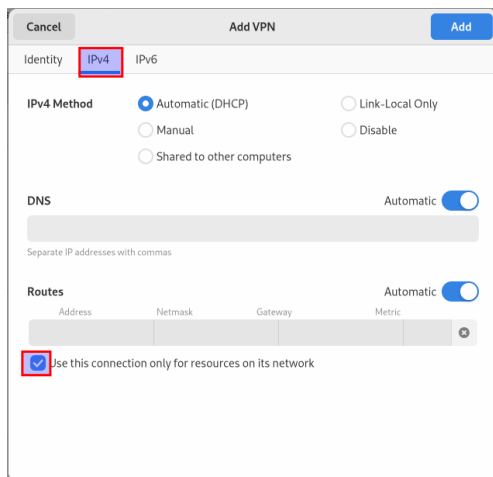 Cancel Add VPN Add
Identity IPv4 IPv6
IPv4 Method Automatic (DHCP) Link-Local Only
Manual Disable
Shared to other computers
DNS Automatic
Separate IP addresses with commas
Routes Automatic
Address Netmask Gateway Metric
Use this connection only for resources on its network